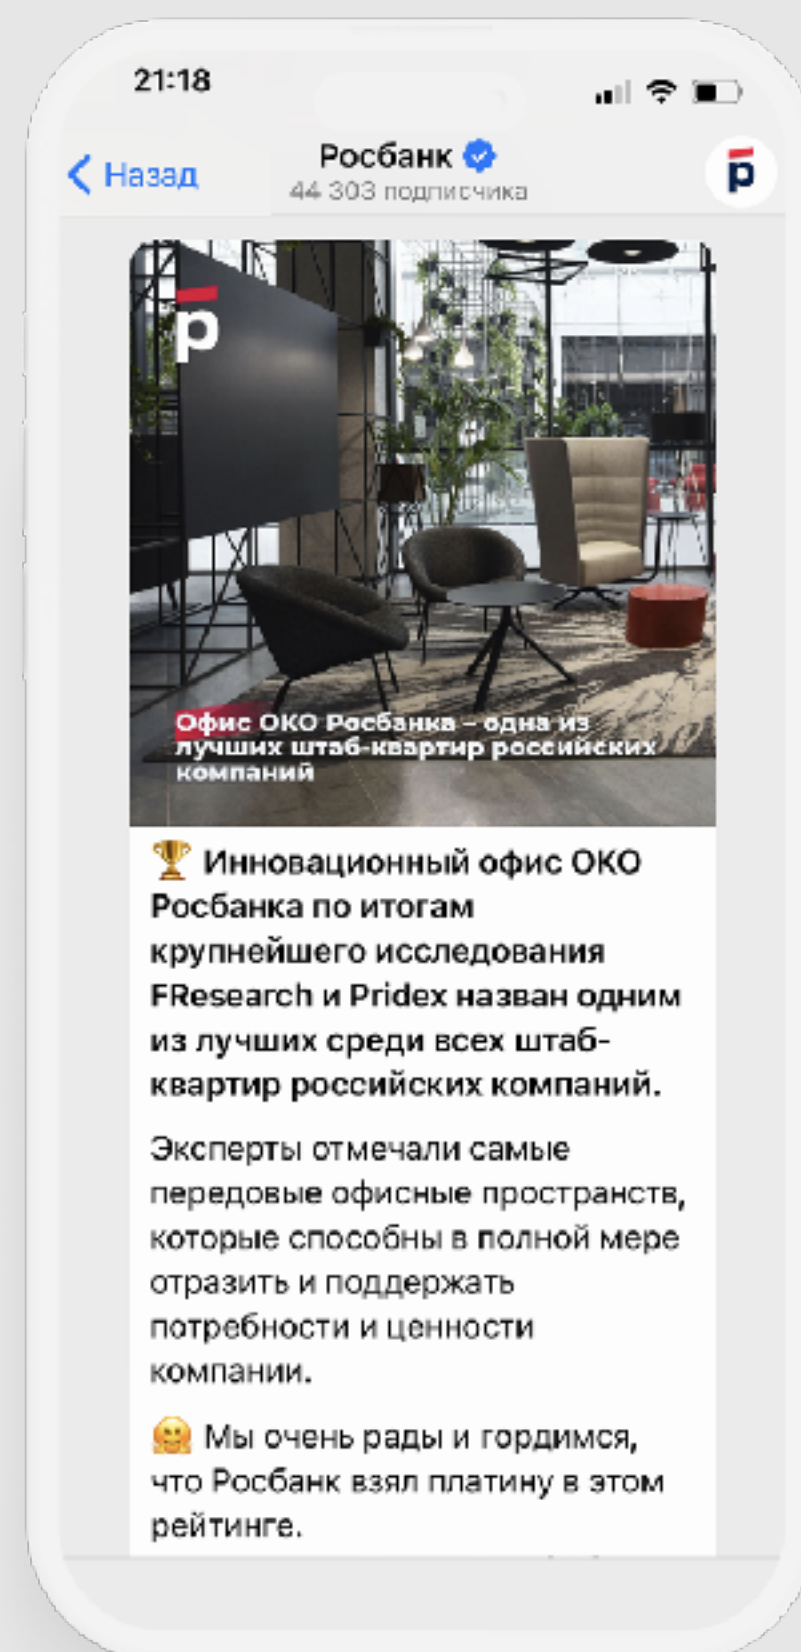 21:18
Назад
Росбанк
44 303 подписчика
р
р
Офис ОКО Росбанка – одна из
лучших штаб-квартир российских
компаний
🏆 Инновационный офис ОКО
Росбанка по итогам
крупнейшего исследования
FResearch и Pridex назван одним
из лучших среди всех штаб-
квартир российских компаний.
Эксперты отмечали самые
передовые офисные пространств,
которые способны в полной мере
отразить и поддержать
потребности и ценности
компании.
🤗 Мы очень рады и гордимся,
что Росбанк взял платину в этом
рейтинге.